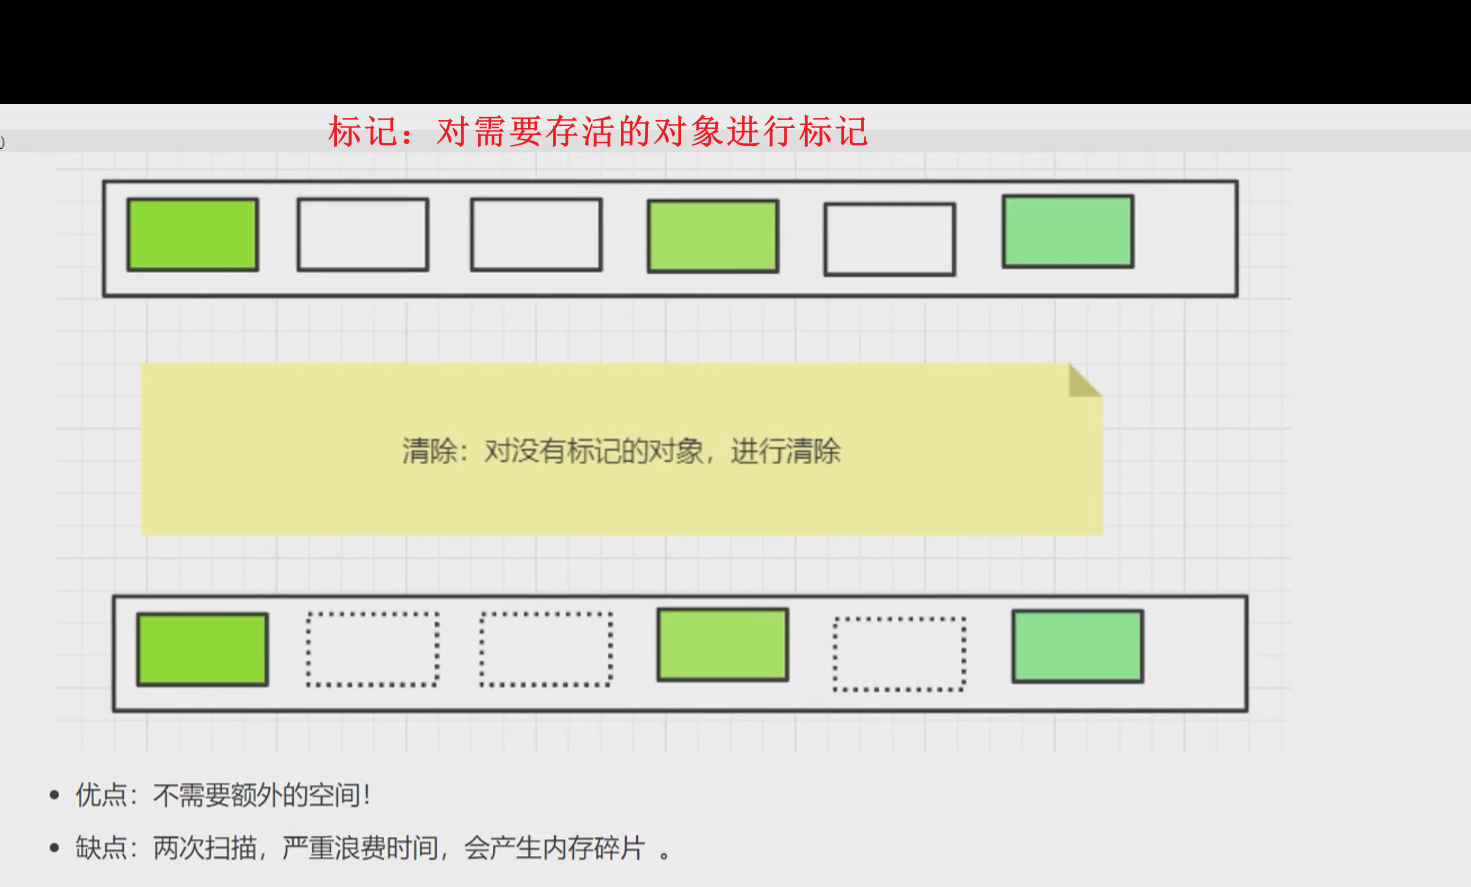 标记：对需要存活的对象进行标记
)
清除：对没有标记的对象，进行清除
优点：不需要额外的空间！
缺点：两次扫描，严重浪费时间，会产生内存碎片 。